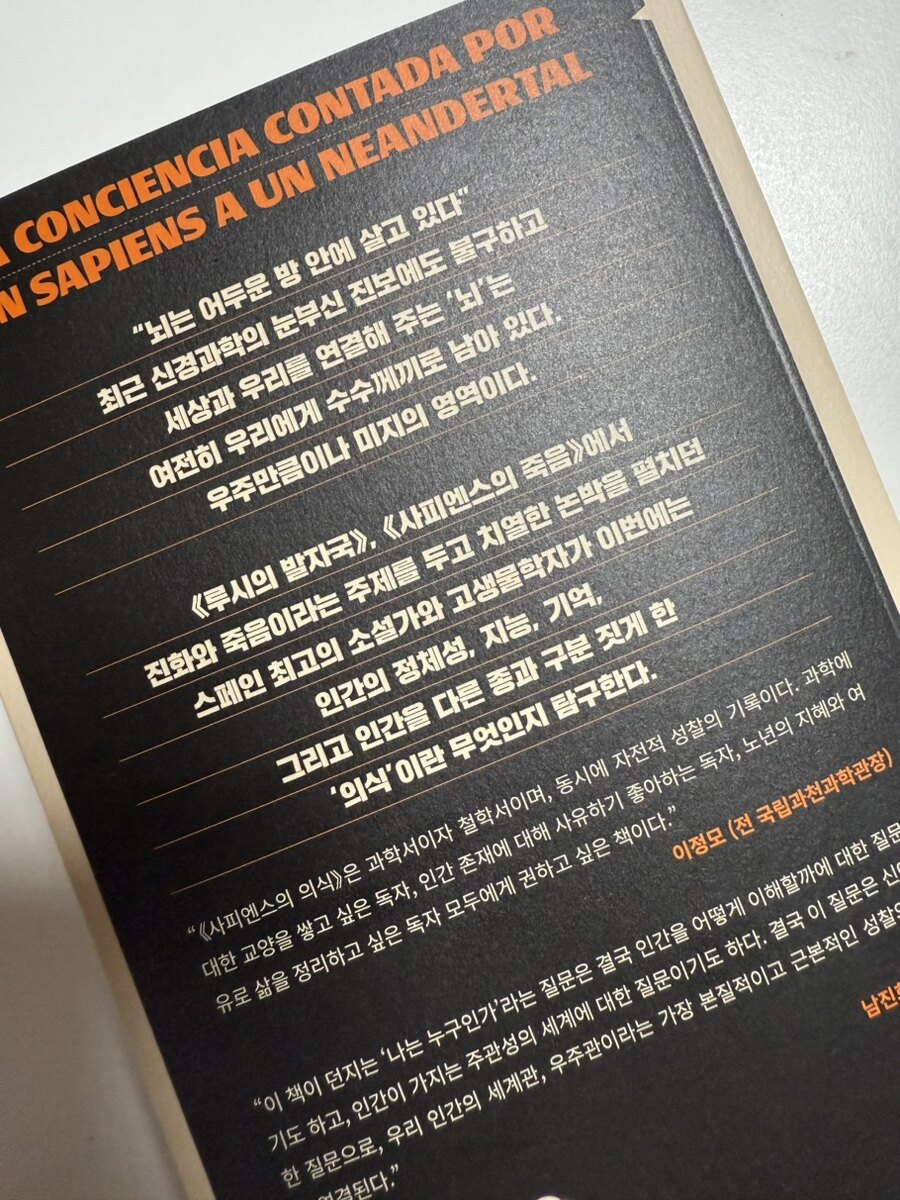 CONCIENCIA CONTADA POR
SAPIENS A UN NEANDERTAL
“뇌는 어두운 방 안에 살고 있다”
최근 신경과학의 눈부신 진보에도 불구하고
세상과 우리를 연결해 주는 ‘뇌’는
여전히 우리에게 수수께끼로 남아 있다.
우주만큼이나 미지의 영역이다.
《루시의 발자국》, 《사피엔스의 죽음》에서
진화와 죽음이라는 주제를 두고 치열한 논박을 펼치던
스페인 최고의 소설가와 고생물학자가 이번에는
인간의 정체성, 지능, 기억,
그리고 인간을 다른 종과 구분 짓게 한
‘의식’이란 무엇인지 탐구한다.
“《사피엔스의 의식》은 과학서이자 철학서이며, 동시에 자전적 성찰의 기록이다. 과학에
대한 교양을 쌓고 싶은 독자, 인간 존재에 대해 사유하기 좋아하는 독자, 노년의 지혜와 여
유로 삶을 정리하고 싶은 독자 모두에게 권하고 싶은 책이다.”
이정모 (전 국립과천과학관장)
“이 책이 던지는 ‘나는 누구인가’라는 질문은 결국 인간을 어떻게 이해할까에 대한 질문
기도 하고, 인간이 가지는 주관성의 세계에 대한 질문이기도 하다. 결국 이 질문은
한 질문으로, 우리 인간의 세계관, 우주관이라는 가장 본질적이고 근본적인 성찰
연결된다.”